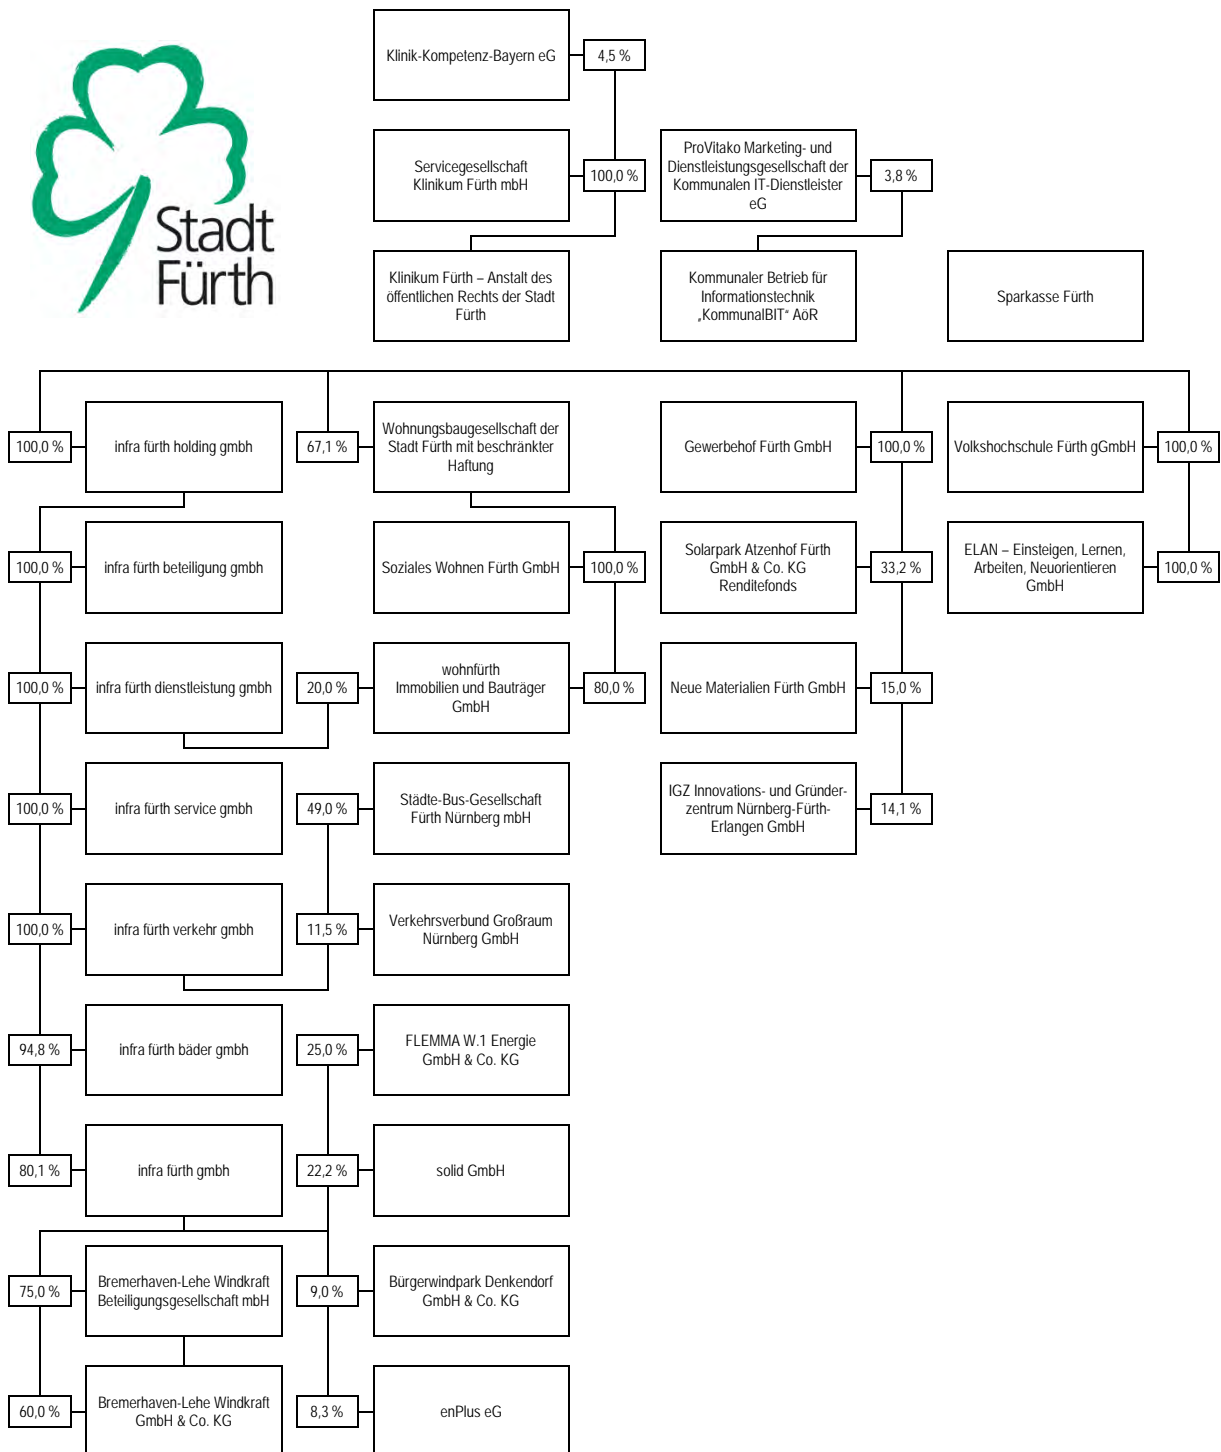 Klinik-Kompetenz-Bayern eG
4,5 %
Stadt
Fürth
Servicegesellschaft
Klinikum Fürth mbH
100,0 %
ProVitako Marketing- und
Dienstleistungsgesellschaft der
Kommunalen IT-Dienstleister
eG
3,8 %
Klinikum Fürth – Anstalt des
öffentlichen Rechts der Stadt
Fürth
Kommunaler Betrieb für
Informationstechnik
„KommunalBIT“ AöR
Sparkasse Fürth
100,0 %
infra fürth holding gmbh
67,1 %
Wohnungsbaugesellschaft der
Stadt Fürth mit beschränkter
Haftung
Gewerbehof Fürth GmbH
100,0 %
Volkshochschule Fürth gGmbH
100,0 %
100,0 %
infra fürth beteiligung gmbh
Soziales Wohnen Fürth GmbH
100,0 %
Solarpark Atzenhof Fürth
GmbH & Co. KG
Renditefonds
33,2 %
ELAN – Einsteigen, Lernen,
Arbeiten, Neuorientieren
GmbH
100,0 %
100,0 %
infra fürth dienstleistung gmbh
20,0 %
wohnfürth
Immobilien und Bauträger
GmbH
80,0 %
Neue Materialien Fürth GmbH
15,0 %
100,0 %
infra fürth service gmbh
49,0 %
Städte-Bus-Gesellschaft
Fürth Nürnberg mbH
IGZ Innovations- und Gründer-
zentrum Nürnberg-Fürth-
Erlangen GmbH
14,1 %
100,0 %
infra fürth verkehr gmbh
11,5 %
Verkehrsverbund Großraum
Nürnberg GmbH
94,8 %
infra fürth bäder gmbh
25,0 %
FLEMMA W.1 Energie
GmbH & Co. KG
80,1 %
infra fürth gmbh
22,2 %
solid GmbH
75,0 %
Bremerhaven-Lehe Windkraft
Beteiligungsgesellschaft mbH
9,0 %
Bürgerwindpark Denkendorf
GmbH & Co. KG
60,0 %
Bremerhaven-Lehe Windkraft
GmbH & Co. KG
8,3 %
enPlus eG